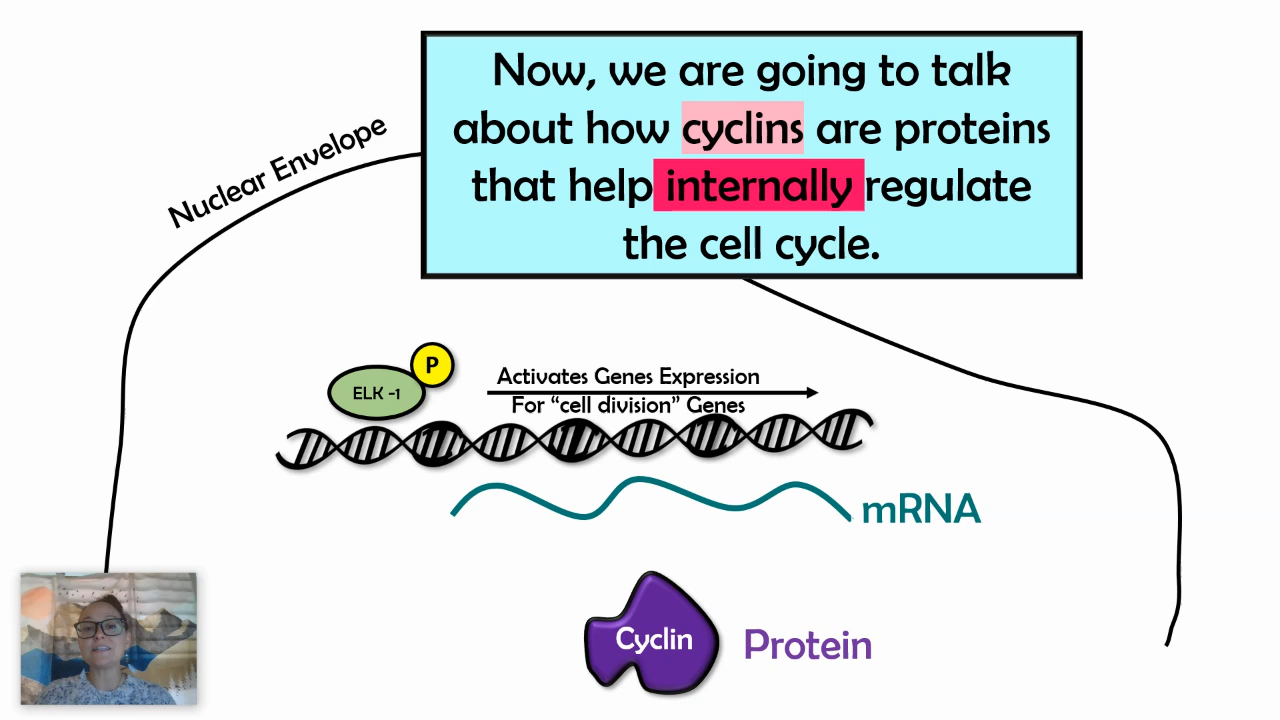 Now, we are going to talk
about how cyclins are proteins
that help internally regulate
the cell cycle.
Nuclear Envelope
P
ELK -1
Activates Genes Expression
For “cell division” Genes
mRNA
Cyclin
Protein